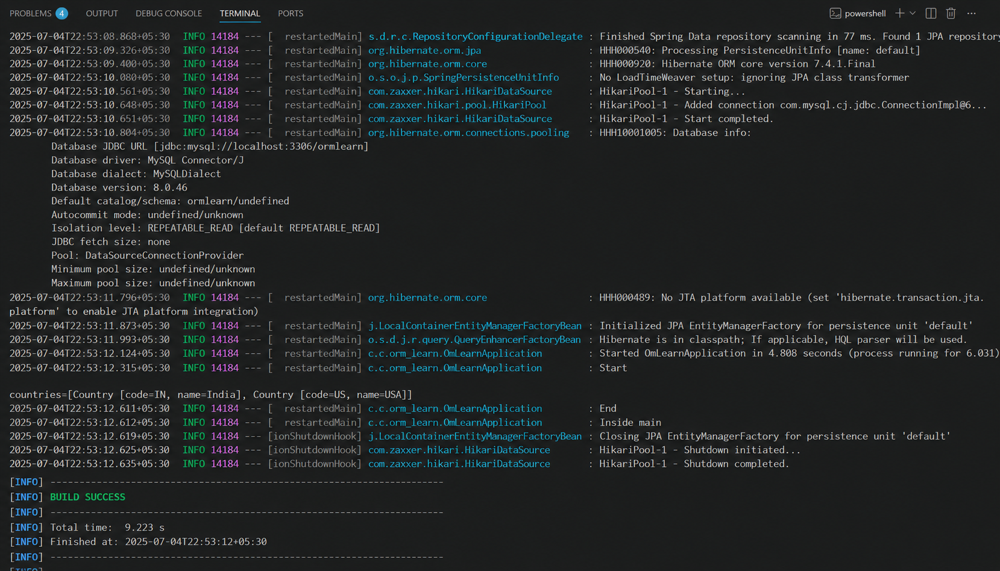 PROBLEMS 4 OUTPUT DEBUG CONSOLE TERMINAL PORTS powershell
2025-07-04T22:53:08.868+05:30 INFO 14184 --- [ restartedMain] s.d.r.c.RepositoryConfigurationDelegate : Finished Spring Data repository scanning in 77 ms. Found 1 JPA repository
2025-07-04T22:53:09.326+05:30 INFO 14184 --- [ restartedMain] org.hibernate.orm.jpa : HHH000540: Processing PersistenceUnitInfo [name: default]
2025-07-04T22:53:09.400+05:30 INFO 14184 --- [ restartedMain] org.hibernate.orm.core : HHH000920: Hibernate ORM core version 7.4.1.Final
2025-07-04T22:53:10.080+05:30 INFO 14184 --- [ restartedMain] o.s.o.j.p.SpringPersistenceUnitInfo : No LoadTimeWeaver setup: ignoring JPA class transformer
2025-07-04T22:53:10.561+05:30 INFO 14184 --- [ restartedMain] com.zaxxer.hikari.HikariDataSource : HikariPool-1 - Starting...
2025-07-04T22:53:10.648+05:30 INFO 14184 --- [ restartedMain] com.zaxxer.hikari.pool.HikariPool : HikariPool-1 - Added connection com.mysql.cj.jdbc.ConnectionImpl@6...
2025-07-04T22:53:10.651+05:30 INFO 14184 --- [ restartedMain] com.zaxxer.hikari.HikariDataSource : HikariPool-1 - Start completed.
2025-07-04T22:53:10.804+05:30 INFO 14184 --- [ restartedMain] org.hibernate.orm.connections.pooling : HHH10001005: Database info:
Database JDBC URL [jdbc:mysql://localhost:3306/ormlearn]
Database driver: MySQL Connector/J
Database dialect: MySQLDialect
Database version: 8.0.46
Default catalog/schema: ormlearn/undefined
Autocommit mode: undefined/unknown
Isolation level: REPEATABLE_READ [default REPEATABLE_READ]
JDBC fetch size: none
Pool: DataSourceConnectionProvider
Minimum pool size: undefined/unknown
Maximum pool size: undefined/unknown
2025-07-04T22:53:11.796+05:30 INFO 14184 --- [ restartedMain] org.hibernate.orm.core : HHH000489: No JTA platform available (set 'hibernate.transaction.jta.
platform' to enable JTA platform integration)
2025-07-04T22:53:11.873+05:30 INFO 14184 --- [ restartedMain] j.LocalContainerEntityManagerFactoryBean : Initialized JPA EntityManagerFactory for persistence unit 'default'
2025-07-04T22:53:11.993+05:30 INFO 14184 --- [ restartedMain] o.s.d.j.r.query.QueryEnhancerFactoryBean : Hibernate is in classpath; If applicable, HQL parser will be used.
2025-07-04T22:53:12.124+05:30 INFO 14184 --- [ restartedMain] c.c.orm_learn.OmLearnApplication : Started OmLearnApplication in 4.808 seconds (process running for 6.031)
2025-07-04T22:53:12.315+05:30 INFO 14184 --- [ restartedMain] c.c.orm_learn.OmLearnApplication : Start
countries=[Country [code=IN, name=India], Country [code=US, name=USA]]
2025-07-04T22:53:12.611+05:30 INFO 14184 --- [ restartedMain] c.c.orm_learn.OmLearnApplication : End
2025-07-04T22:53:12.612+05:30 INFO 14184 --- [ restartedMain] c.c.orm_learn.OmLearnApplication : Inside main
2025-07-04T22:53:12.619+05:30 INFO 14184 --- [ionShutdownHook] j.LocalContainerEntityManagerFactoryBean : Closing JPA EntityManagerFactory for persistence unit 'default'
2025-07-04T22:53:12.625+05:30 INFO 14184 --- [ionShutdownHook] com.zaxxer.hikari.HikariDataSource : HikariPool-1 - Shutdown initiated...
2025-07-04T22:53:12.635+05:30 INFO 14184 --- [ionShutdownHook] com.zaxxer.hikari.HikariDataSource : HikariPool-1 - Shutdown completed.
[INFO] ------------------------------------------------------------------------
[INFO] BUILD SUCCESS
[INFO] ------------------------------------------------------------------------
[INFO] Total time: 9.223 s
[INFO] Finished at: 2025-07-04T22:53:12+05:30
[INFO] ------------------------------------------------------------------------